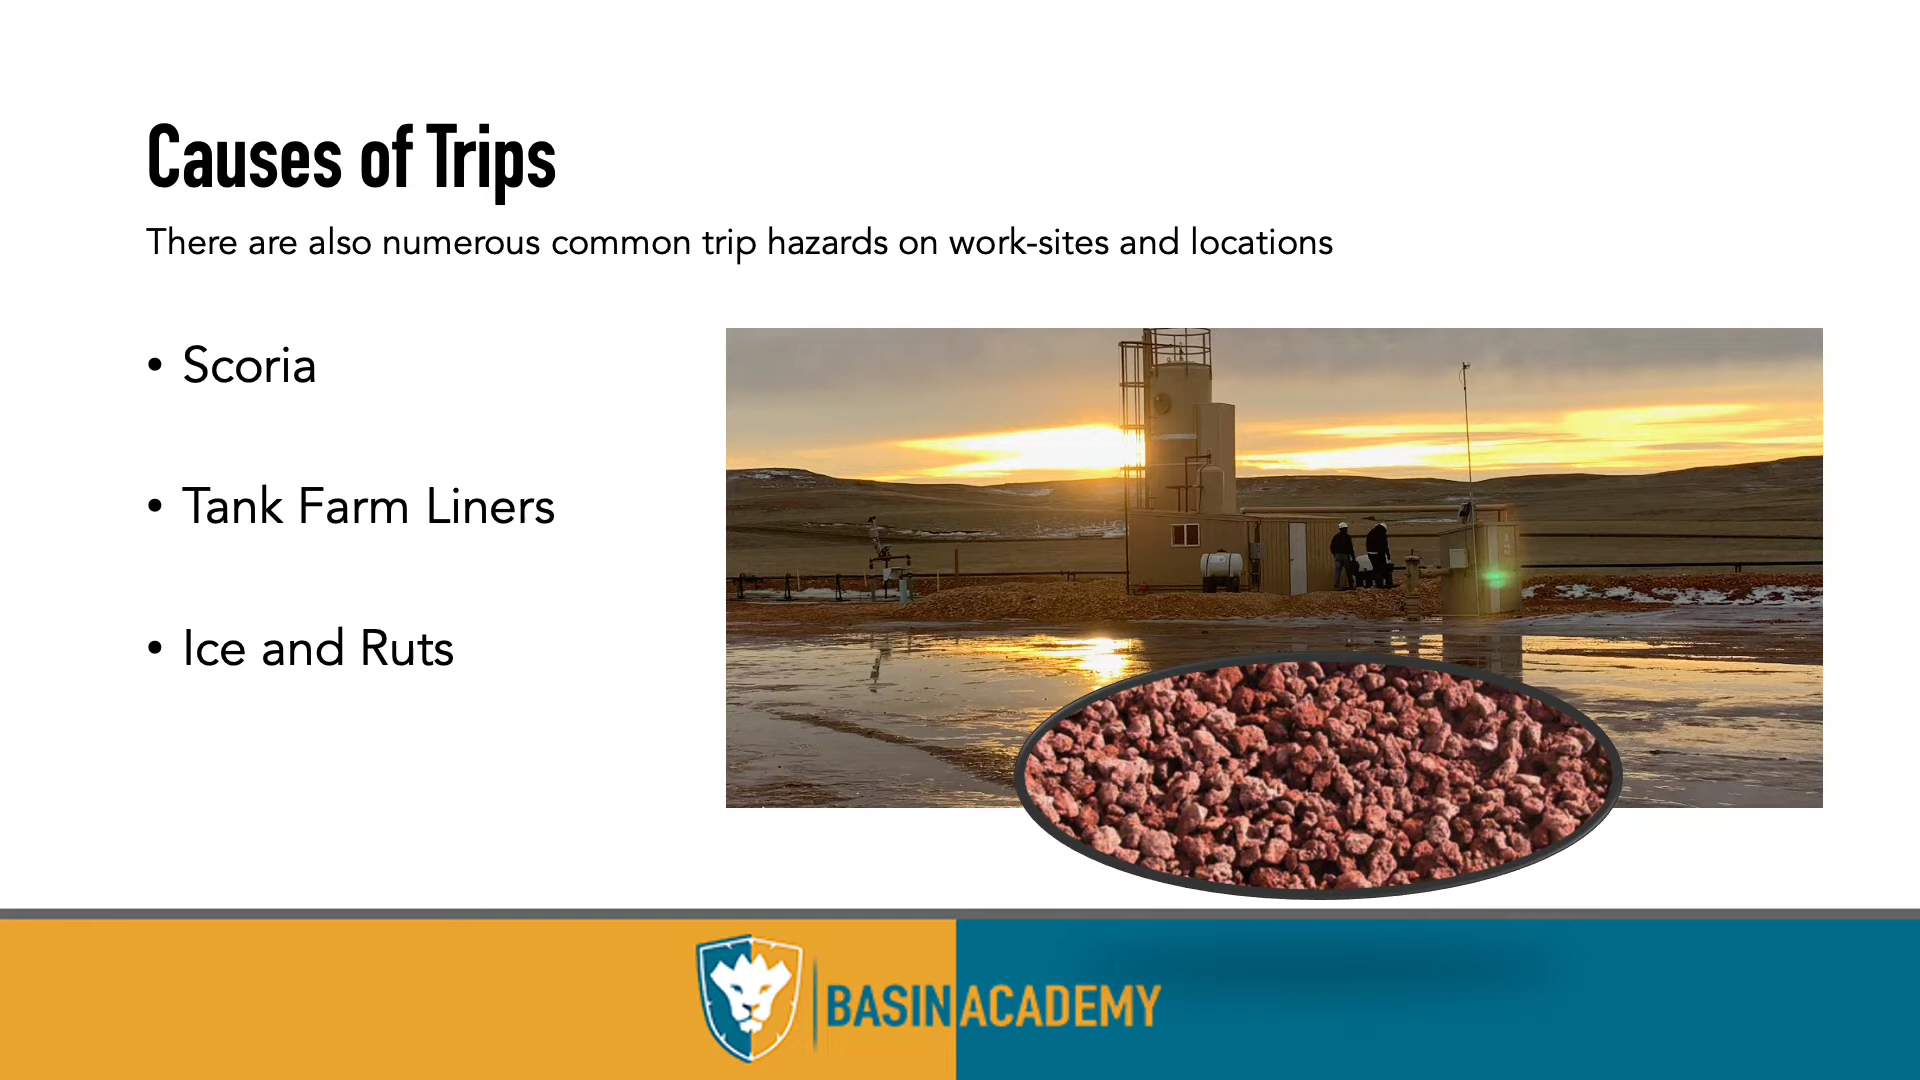 Causes of Trips
There are also numerous common trip hazards on work-sites and locations
• Scoria
• Tank Farm Liners
• Ice and Ruts
BASIN ACADEMY